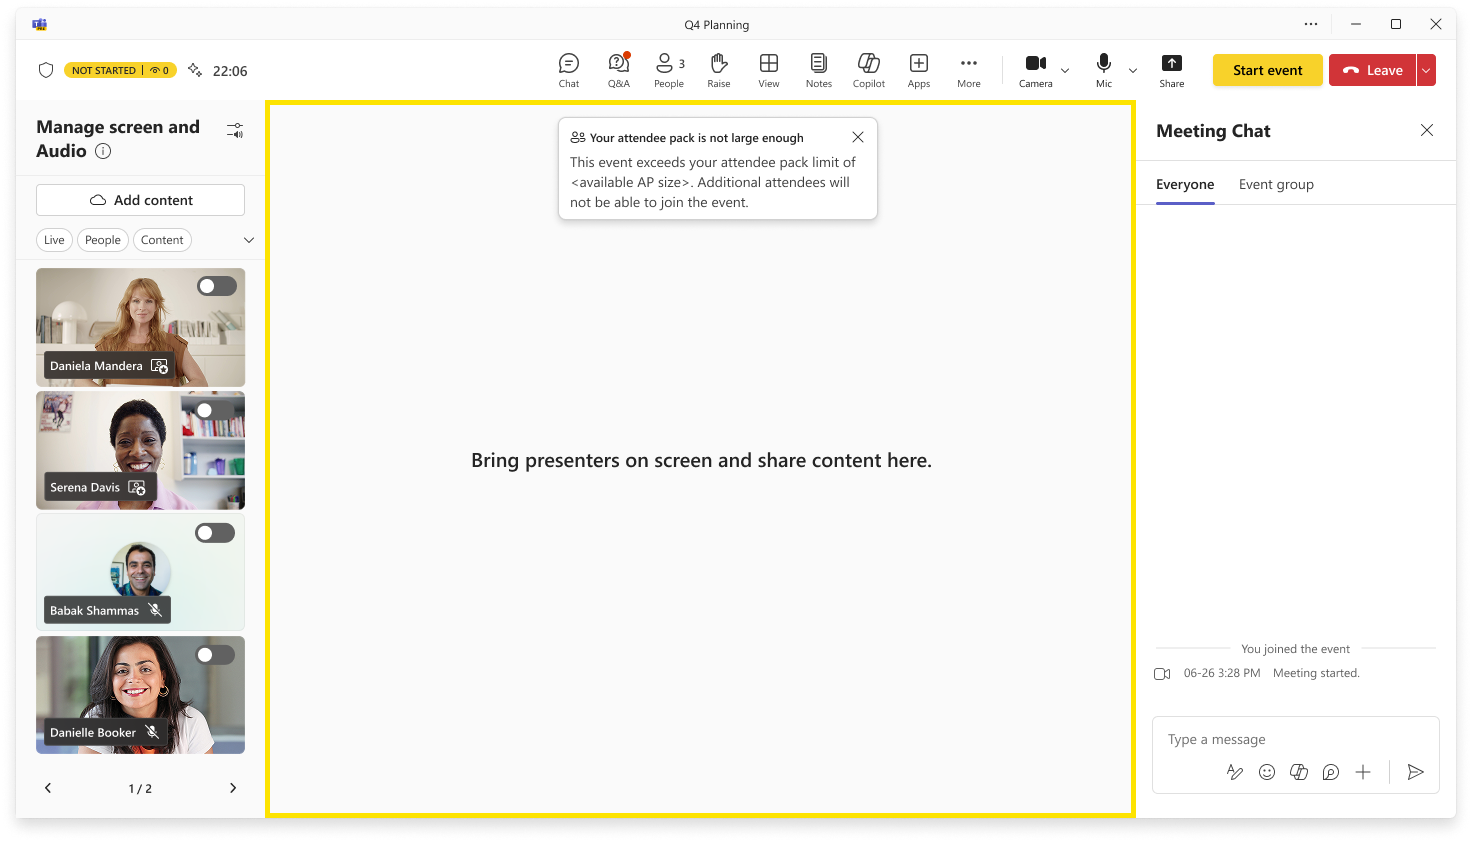 Q4 Planning
NOT STARTED | 0
22:06
Chat
Q&A
People
3
Raise
View
Notes
Copilot
Apps
More
Camera
Mic
Share
Start event
Leave
Manage screen and
Audio
Add content
Live
People
Content
Daniela Mandera
Serena Davis
Babak Shammas
Danielle Booker
1 / 2
Your attendee pack is not large enough
This event exceeds your attendee pack limit of
<available AP size>. Additional attendees will
not be able to join the event.
Bring presenters on screen and share content here.
Meeting Chat
Everyone
Event group
You joined the event
06-26 3:28 PM Meeting started.
Type a message